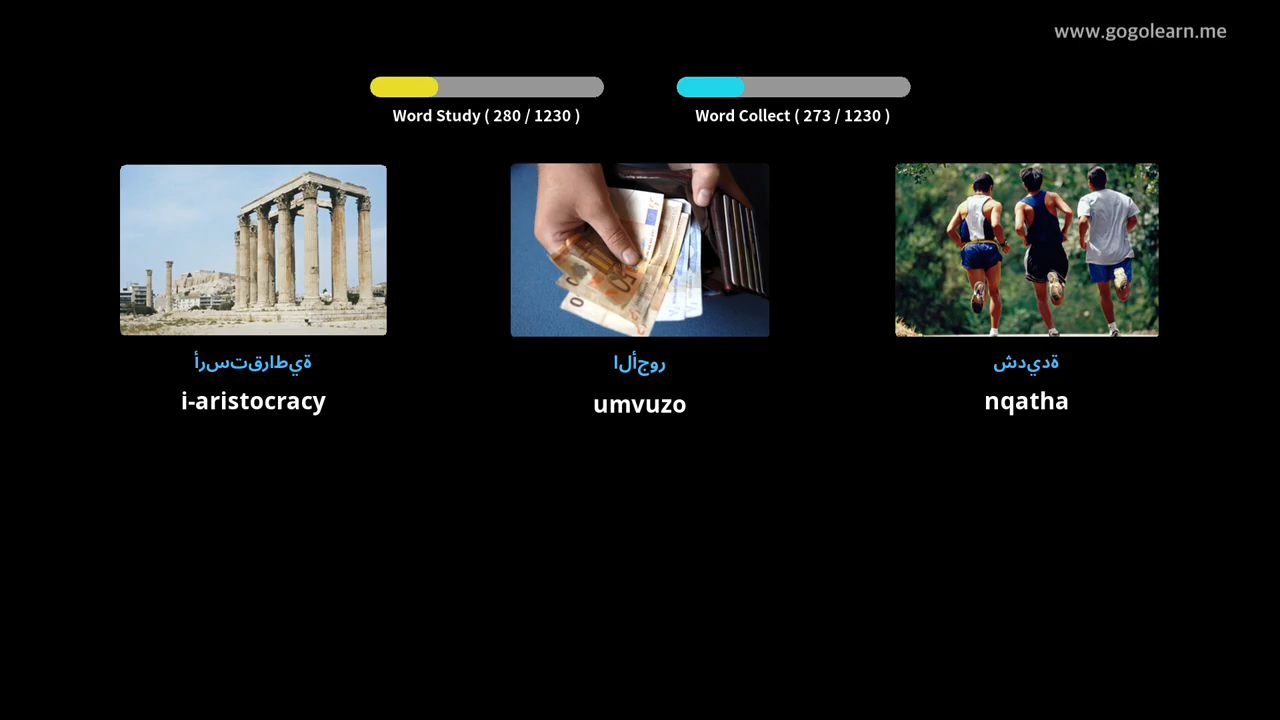 www.gogolearn.me
Word Study ( 280 / 1230 )
Word Collect ( 273 / 1230 )
أرستقراطية
i-aristocracy
الأجور
umvuzo
شديدة
nqatha